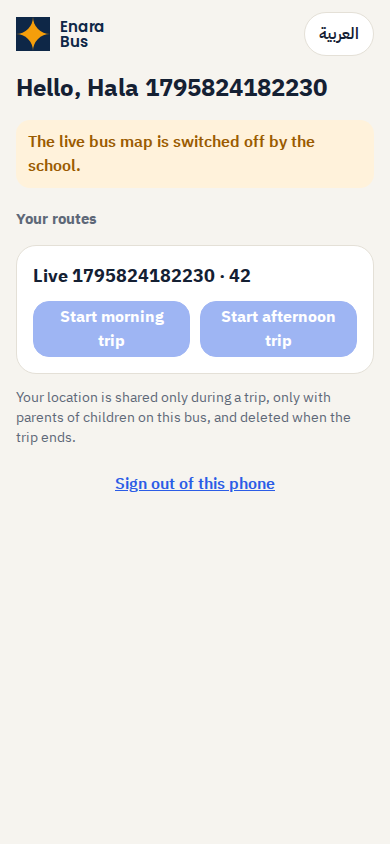 Enara
Bus
العربية
Hello, Hala 1795824182230
The live bus map is switched off by the
school.
Your routes
Live 1795824182230 · 42
Start morning
trip
Start afternoon
trip
Your location is shared only during a trip, only with
parents of children on this bus, and deleted when the
trip ends.
Sign out of this phone